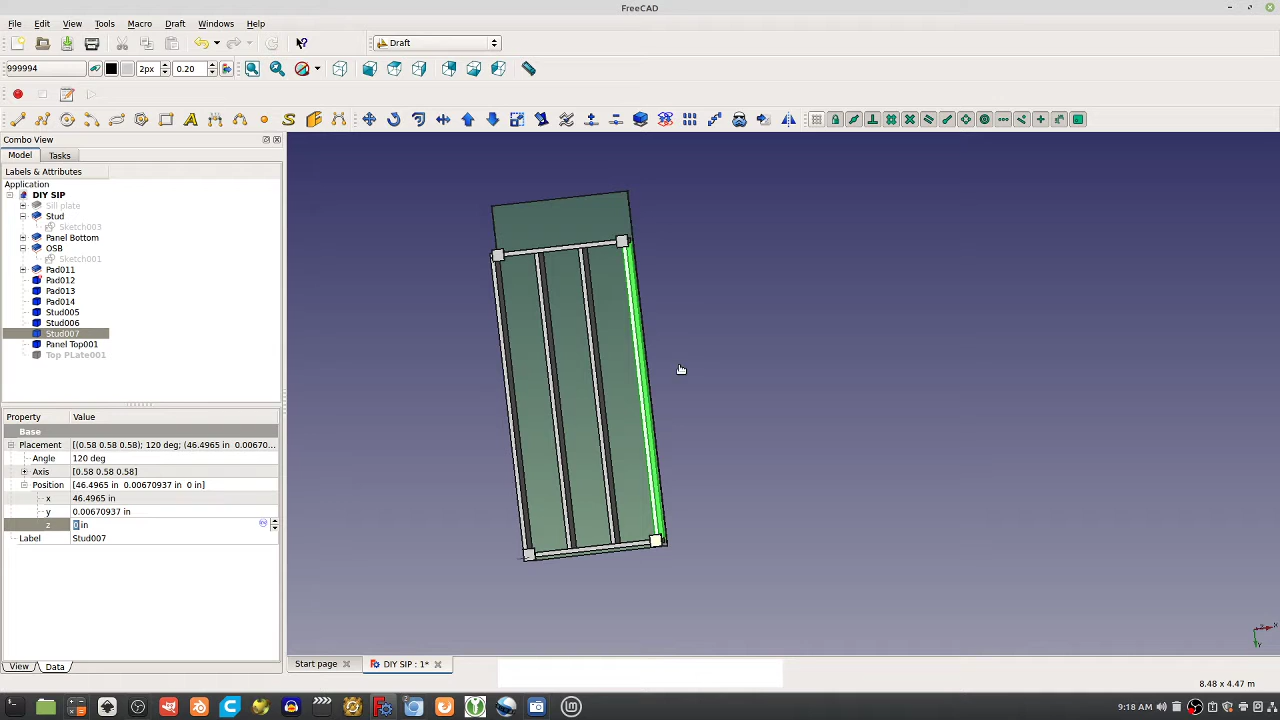 FreeCAD
File Edit View Tools Macro Draft Windows Help
Draft
999994 2px 0.20
Combo View
Model Tasks
Labels & Attributes
Application
DIY SIP
Sill plate
Stud
Sketch003
Panel Bottom
OSB
Sketch001
Pad011
Pad012
Pad013
Pad014
Stud005
Stud006
Stud007
Panel Top001
Top PLate001
Property Value
Base
Placement [(0.58 0.58 0.58); 120 deg; (46.4965 in 0.00670...
Angle 120 deg
Axis [0.58 0.58 0.58]
Position [46.4965 in 0.00670937 in 0 in]
x 46.4965 in
y 0.00670937 in
z 0 in
Label Stud007
View Data
Start page DIY SIP : 1*
8.48 x 4.47 m
9:18 AM